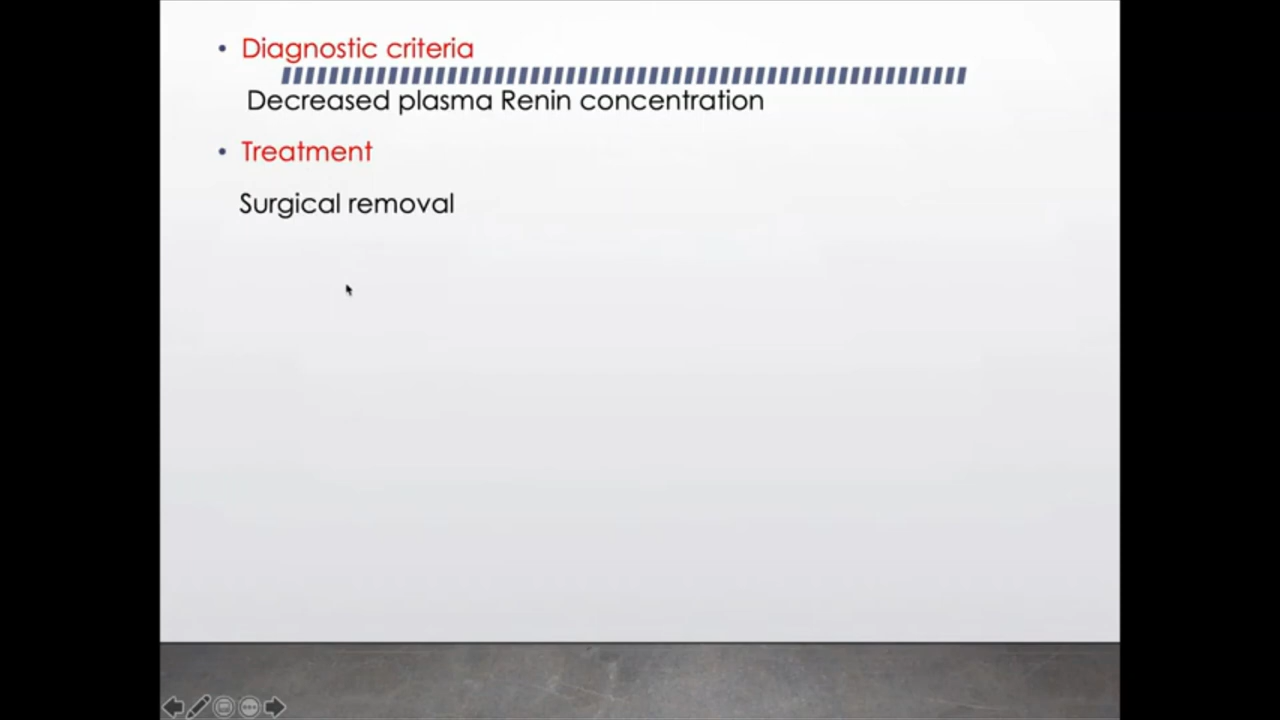 • Diagnostic criteria
Decreased plasma Renin concentration
• Treatment
Surgical removal